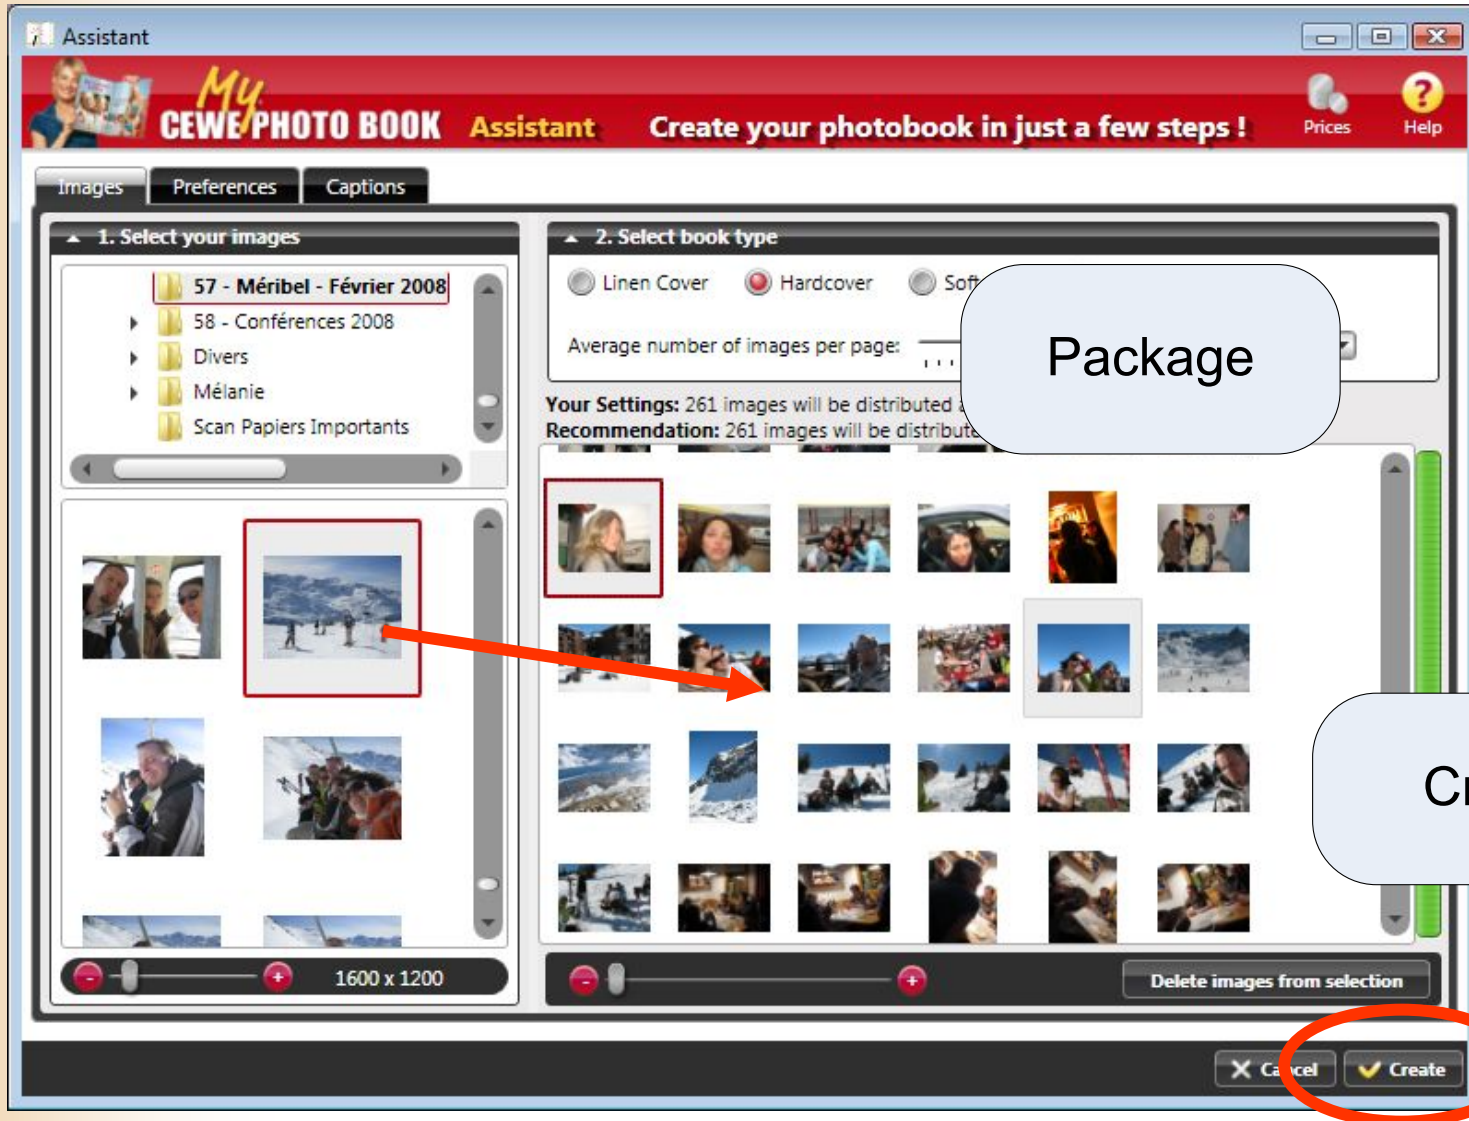 Assistant
My
CEWE PHOTO BOOK Assistant Create your photobook in just a few steps !
Prices
Help
Images Preferences Captions
1. Select your images
57 - Méribel - Février 2008
58 - Conférences 2008
Divers
Mélanie
Scan Papiers Importants
1600 x 1200
2. Select book type
Linen Cover Hardcover
Average number of images per page:
Package
Your Settings: 261 images will be distributed
Recommendation: 261 images will be
Delete images from selection
Cancel Create